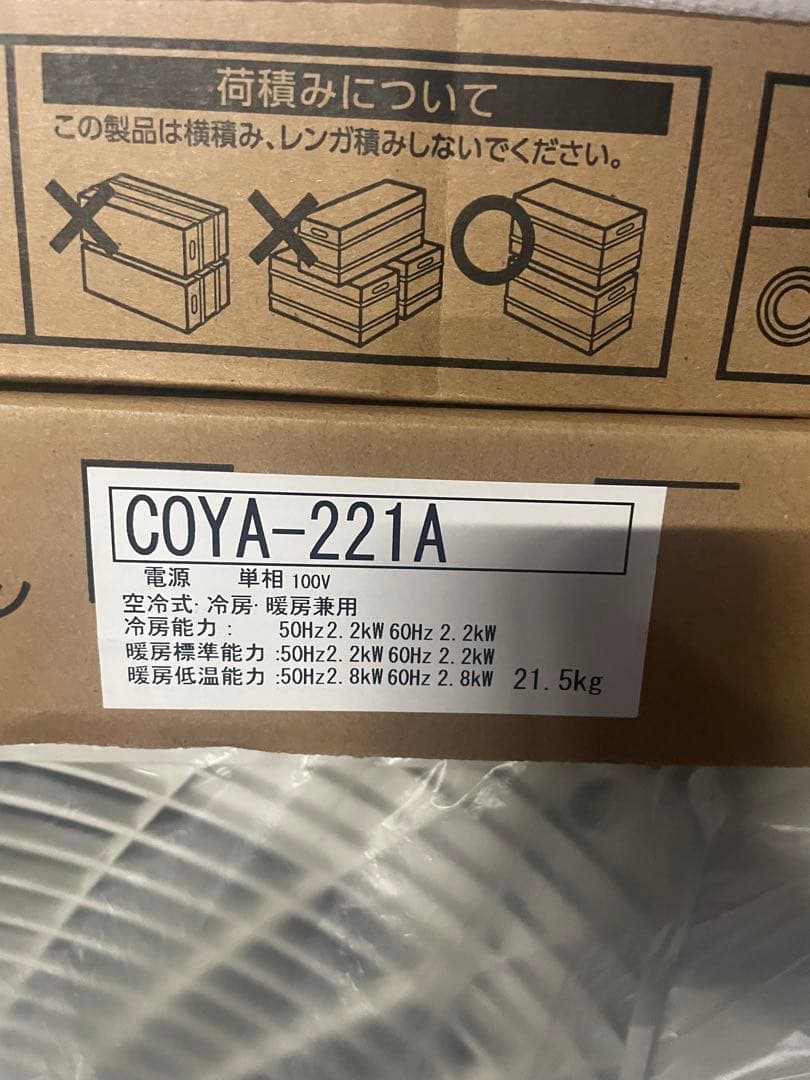 荷積みについて
この製品は横積み、レンガ積みしないでください。
COYA-221A
電源 単相 100V
空冷式・冷房・暖房兼用
冷房能力: 50Hz2.2kW 60Hz 2.2kW
暖房標準能力:50Hz2.2kW 60Hz 2.2kW
暖房低温能力:50Hz2.8kW 60Hz 2.8kW 21.5kg